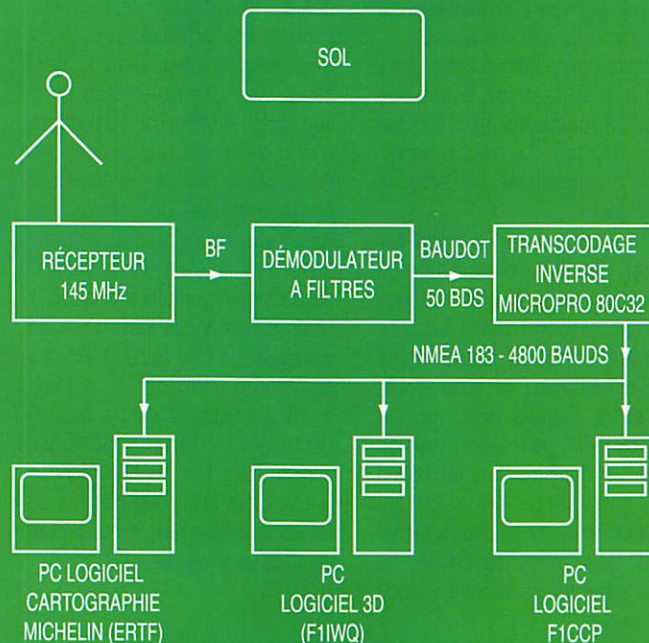 SOL
RÉCEPTEUR
145 MHz
BF
DÉMODULATEUR
A FILTRES
BAUDOT
50 BDS
TRANSCODAGE
INVERSE
MICROPRO 80C32
NMEA 183 - 4800 BAUDS
PC LOGICIEL
CARTOGRAPHIE
MICHELIN (ERTF)
PC
LOGICIEL 3D
(F1IWQ)
PC
LOGICIEL
F1CCP